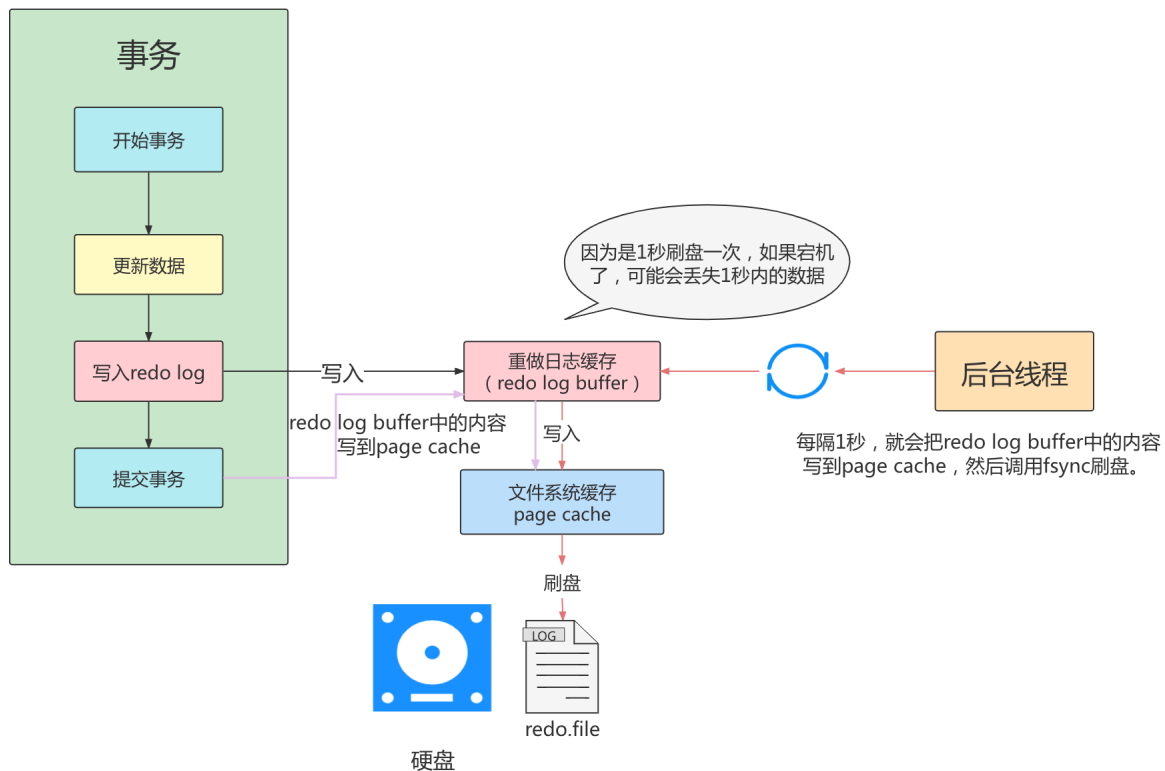 事务
开始事务
更新数据
写入redo log
提交事务
写入
redo log buffer中的内容
写到page cache
因为是1秒刷盘一次，如果宕机
了，可能会丢失1秒内的数据
重做日志缓存
（redo log buffer）
写入
文件系统缓存
page cache
刷盘
LOG
redo.file
硬盘
后台线程
每隔1秒，就会把redo log buffer中的内容
写到page cache，然后调用fsync刷盘。